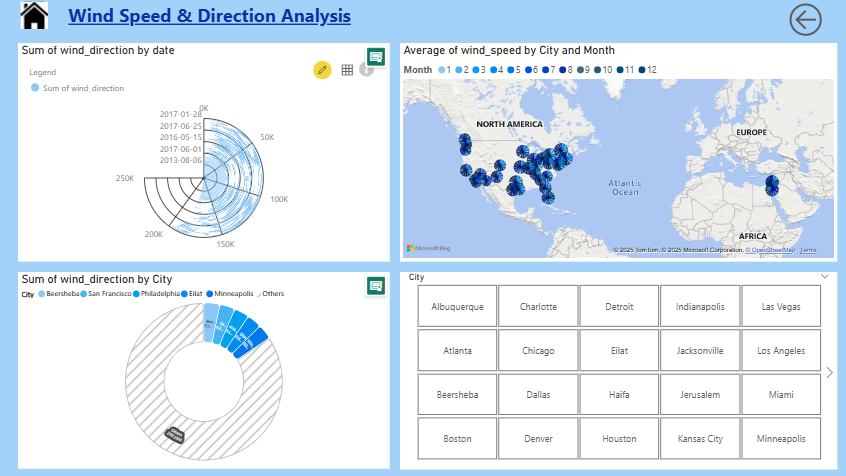 Wind Speed & Direction Analysis
Sum of wind_direction by date
Legend
Sum of wind_direction
0K
2017-01-28
2017-06-25
2016-05-15
2017-06-01
2013-08-06
50K
100K
150K
200K
250K
Average of wind_speed by City and Month
Month 1 2 3 4 5 6 7 8 9 10 11 12
NORTH AMERICA
EUROPE
Atlantic
Ocean
AFRICA
Microsoft Bing
© 2025 TomTom, © 2025 Microsoft Corporation, © OpenStreetMap Terms
Sum of wind_direction by City
City Beersheba San Francisco Philadelphia Eilat Minneapolis Others
City
Albuquerque Charlotte Detroit Indianapolis Las Vegas
Atlanta Chicago Eilat Jacksonville Los Angeles
Beersheba Dallas Haifa Jerusalem Miami
Boston Denver Houston Kansas City Minneapolis